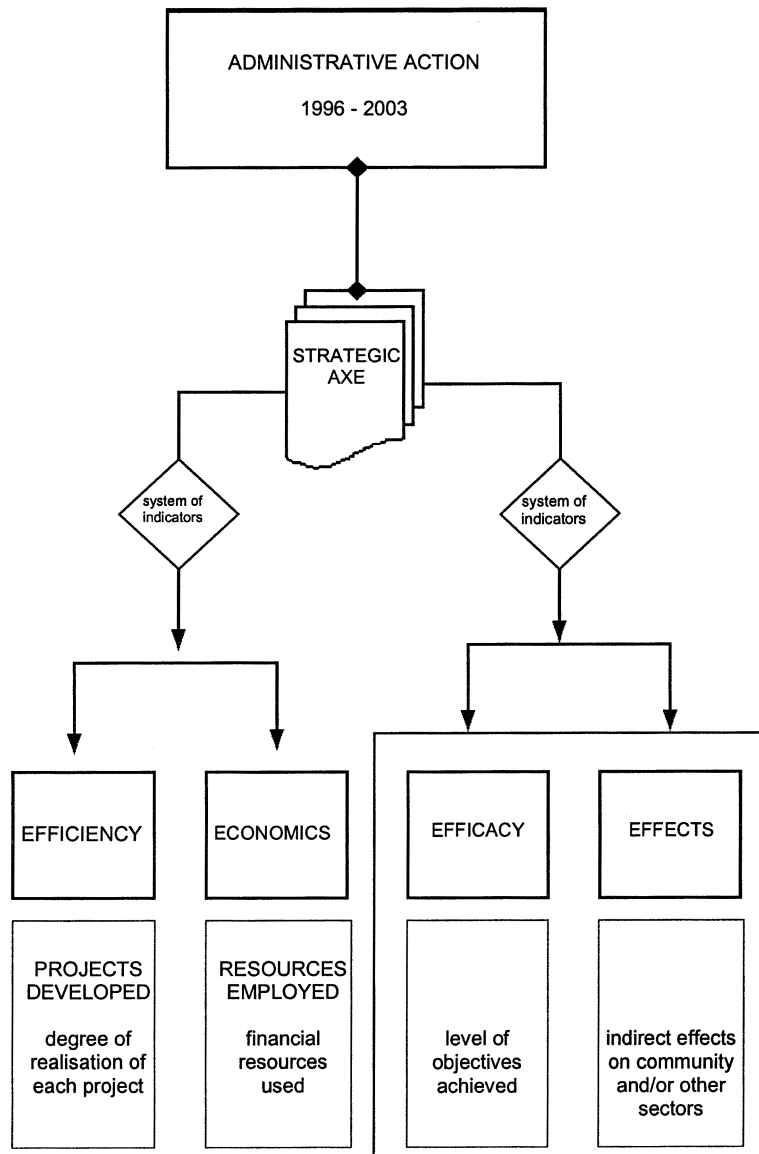 ADMINISTRATIVE ACTION
1996 - 2003
STRATEGIC
AXE
system of
indicators
system of
indicators
EFFICIENCY
ECONOMICS
EFFICACY
EFFECTS
PROJECTS
DEVELOPED
degree of
realisation of
each project
RESOURCES
EMPLOYED
financial
resources
used
level of
objectives
achieved
indirect effects
on community
and/or other
sectors